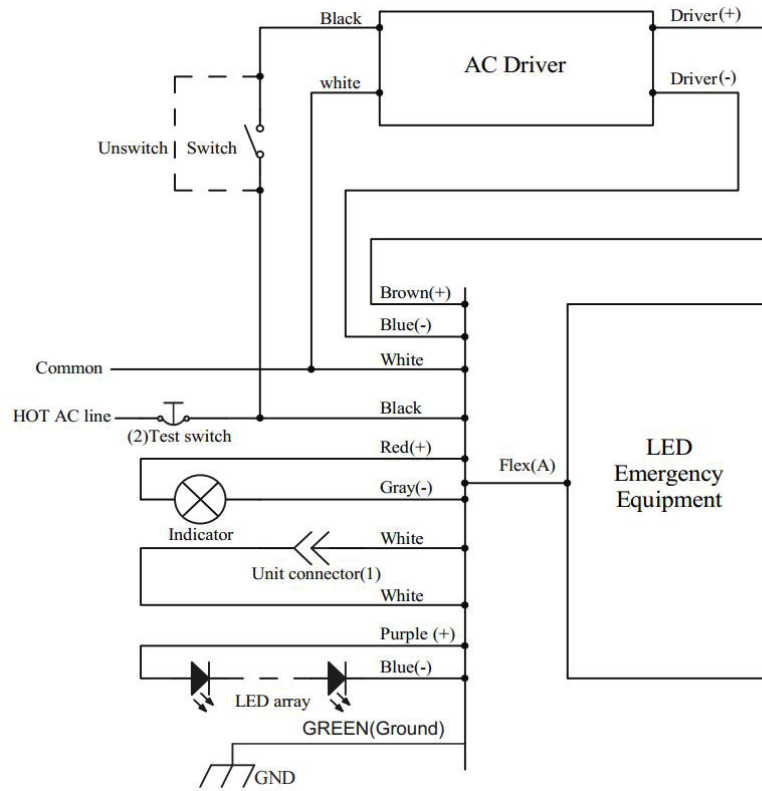 Black
Driver(+)
AC Driver
white
Driver(-)
Unswitch
Switch
Brown(+)
Blue(-)
Common
White
HOT AC line
Black
(2)Test switch
Red(+)
Flex(A)
LED
Emergency
Equipment
Gray(-)
Indicator
White
Unit connector(1)
White
Purple (+)
Blue(-)
LED array
GREEN(Ground)
GND